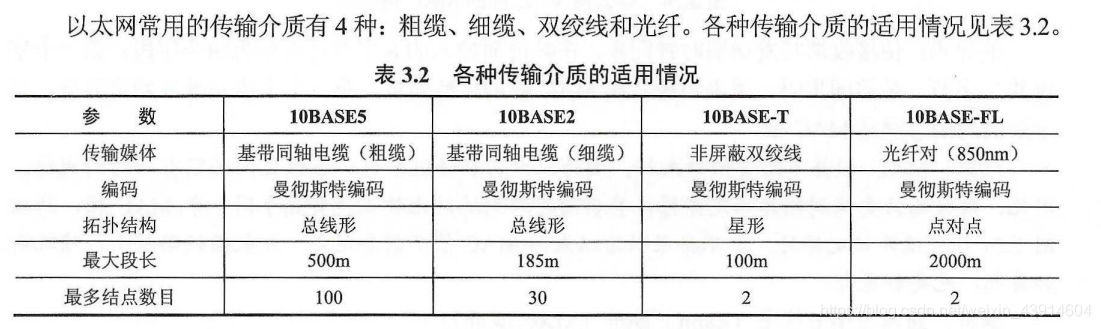 以太网常用的传输介质有4种：粗缆、细缆、双绞线和光纤。各种传输介质的适用情况见表3.2。
表3.2 各种传输介质的适用情况
参 数 10BASE5 10BASE2 10BASE-T 10BASE-FL
传输媒体 基带同轴电缆（粗缆） 基带同轴电缆（细缆） 非屏蔽双绞线 光纤对（850nm）
编码 曼彻斯特编码 曼彻斯特编码 曼彻斯特编码 曼彻斯特编码
拓扑结构 总线形 总线形 星形 点对点
最大段长 500m 185m 100m 2000m
最多结点数目 100 30 2 2
https://blog.csdn.net/weixin_43914604